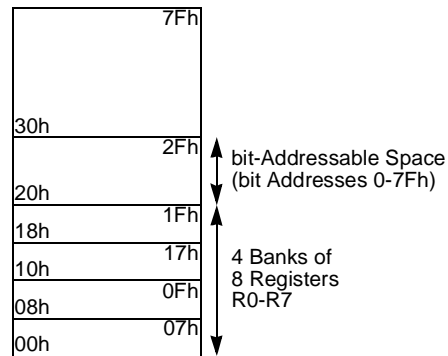 7Fh
30h
2Fh
bit-Addressable Space
(bit Addresses 0-7Fh)
20h
1Fh
18h
17h
4 Banks of
8 Registers
R0-R7
10h
0Fh
08h
07h
00h